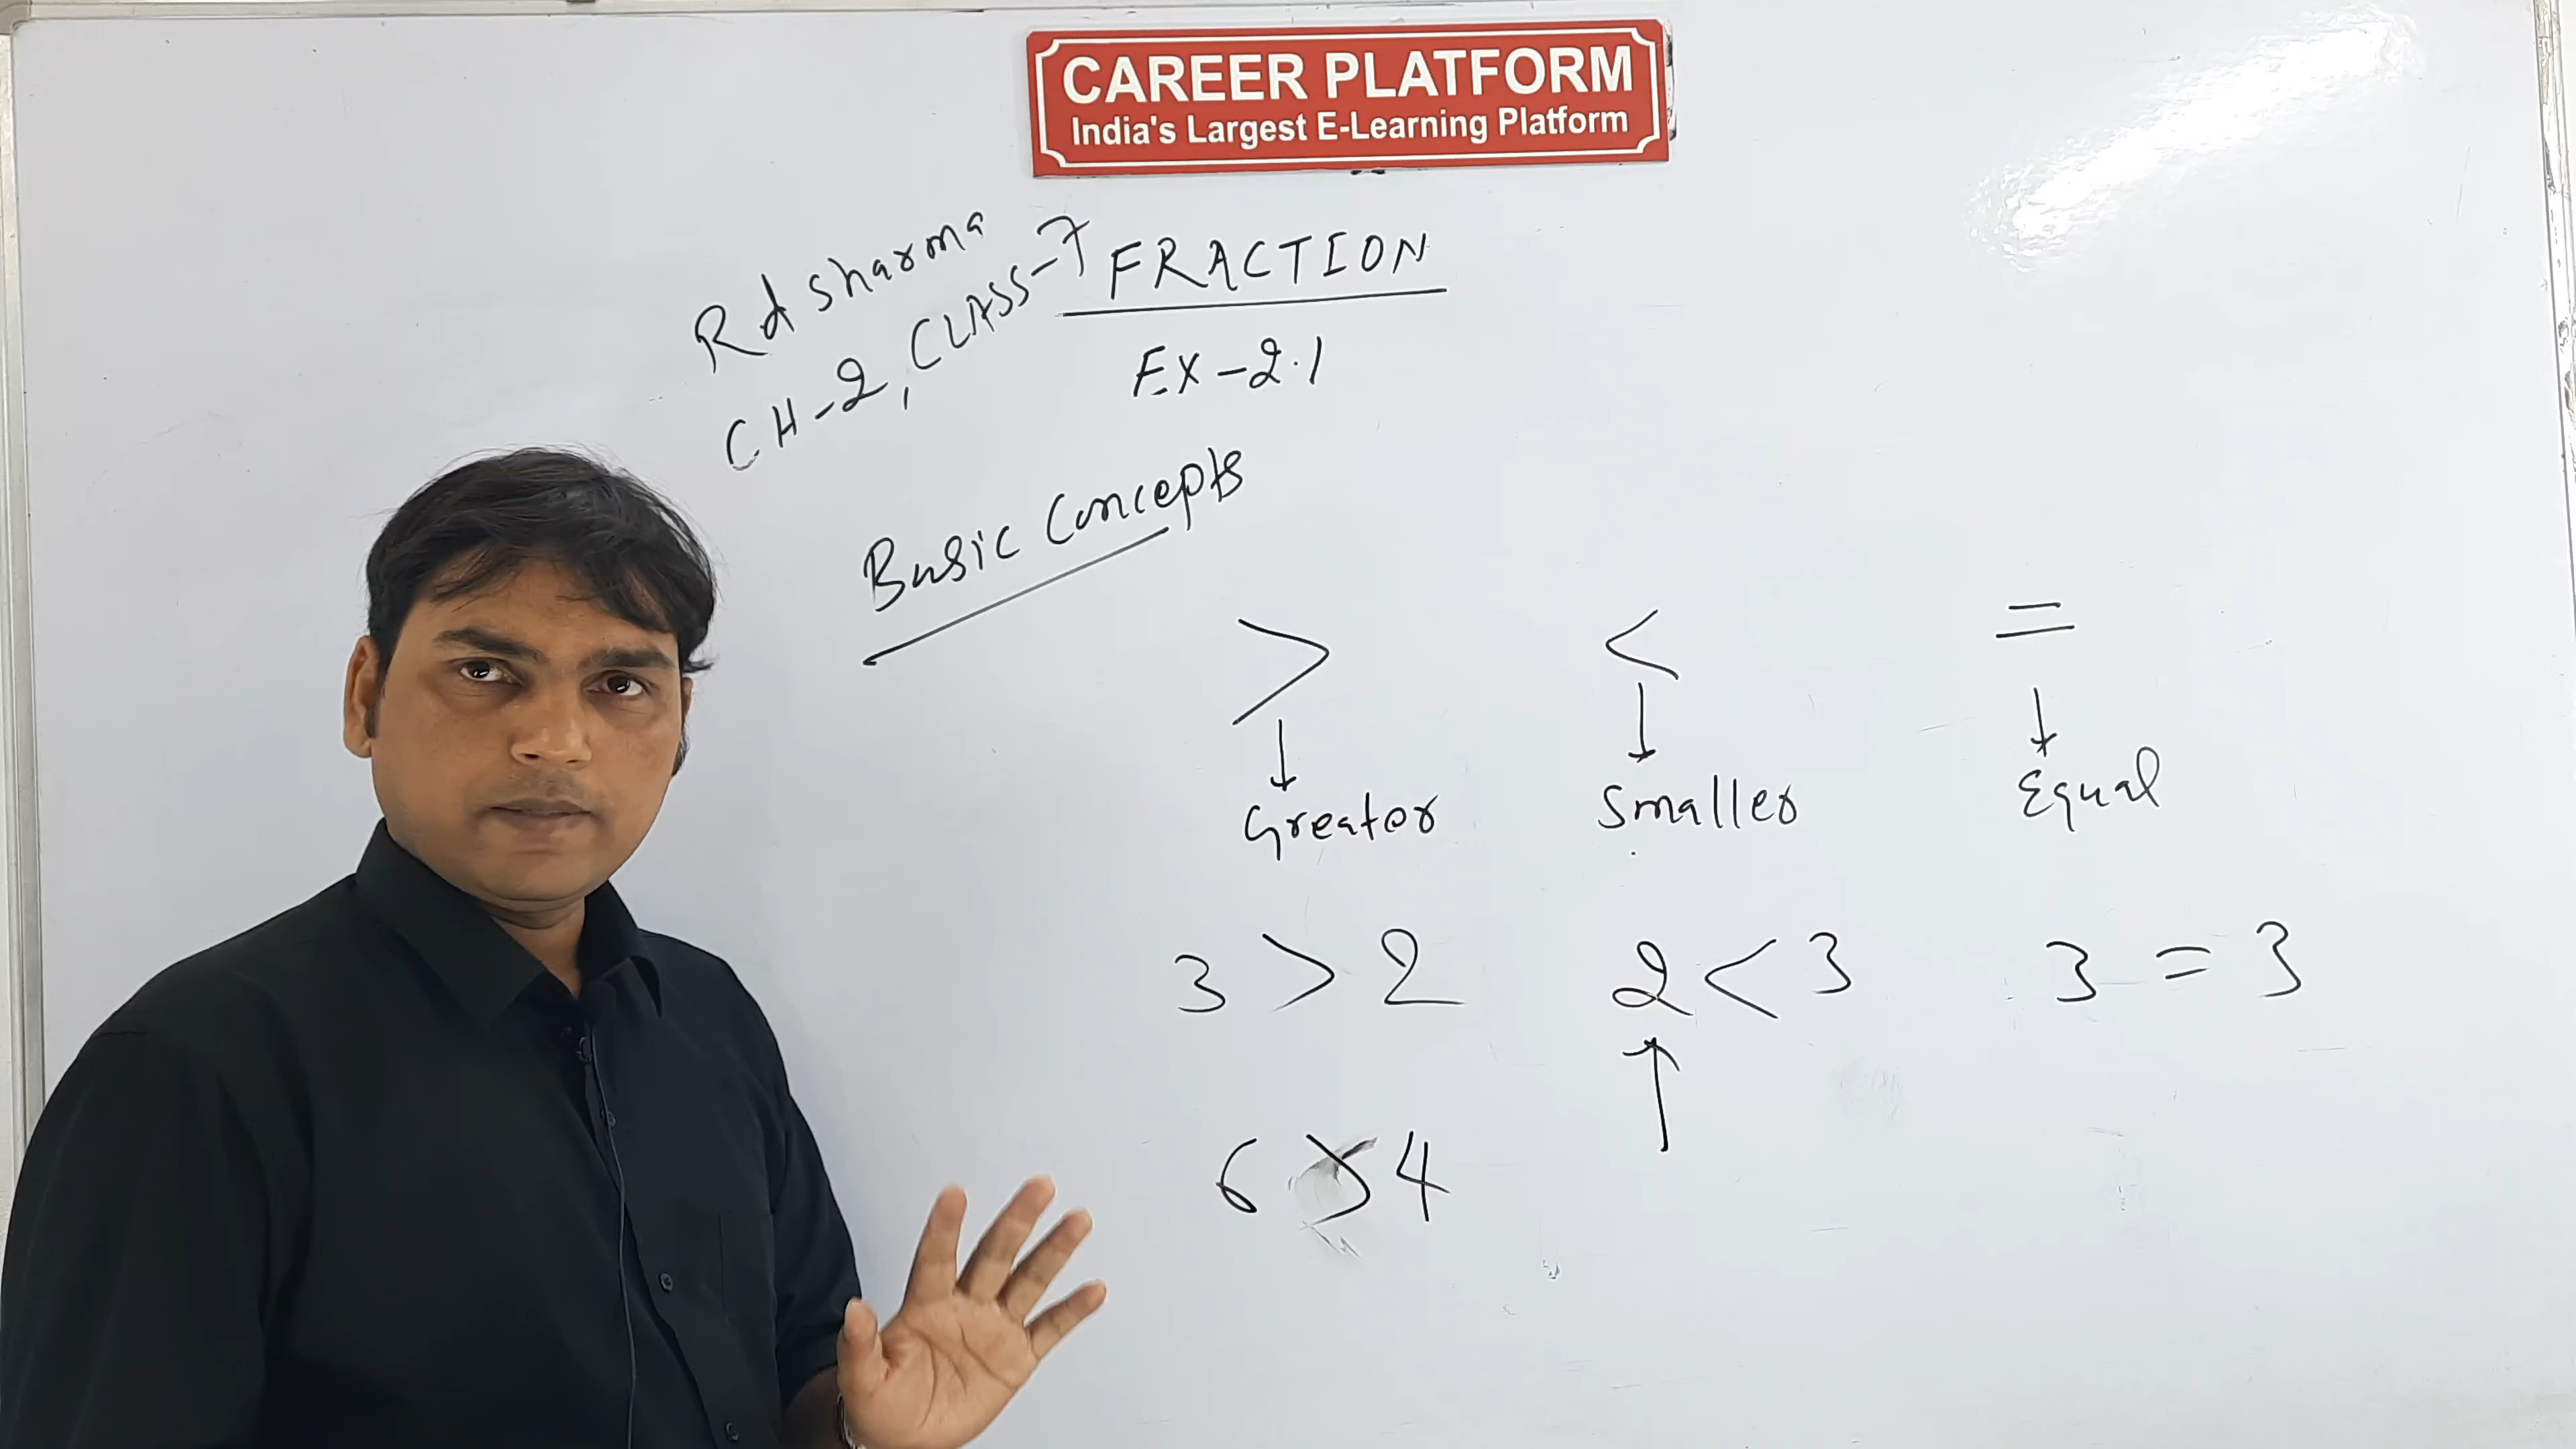 CAREER PLATFORM
India's Largest E-Learning Platform
Rd sharma
CH-2, CLASS-7
FRACTION
EX-2.1
Basic Concepts
> < =
↓ ↓ ↓
Greator Smaller Equal
3 > 2 2 < 3 3 = 3
↑
6 > 4